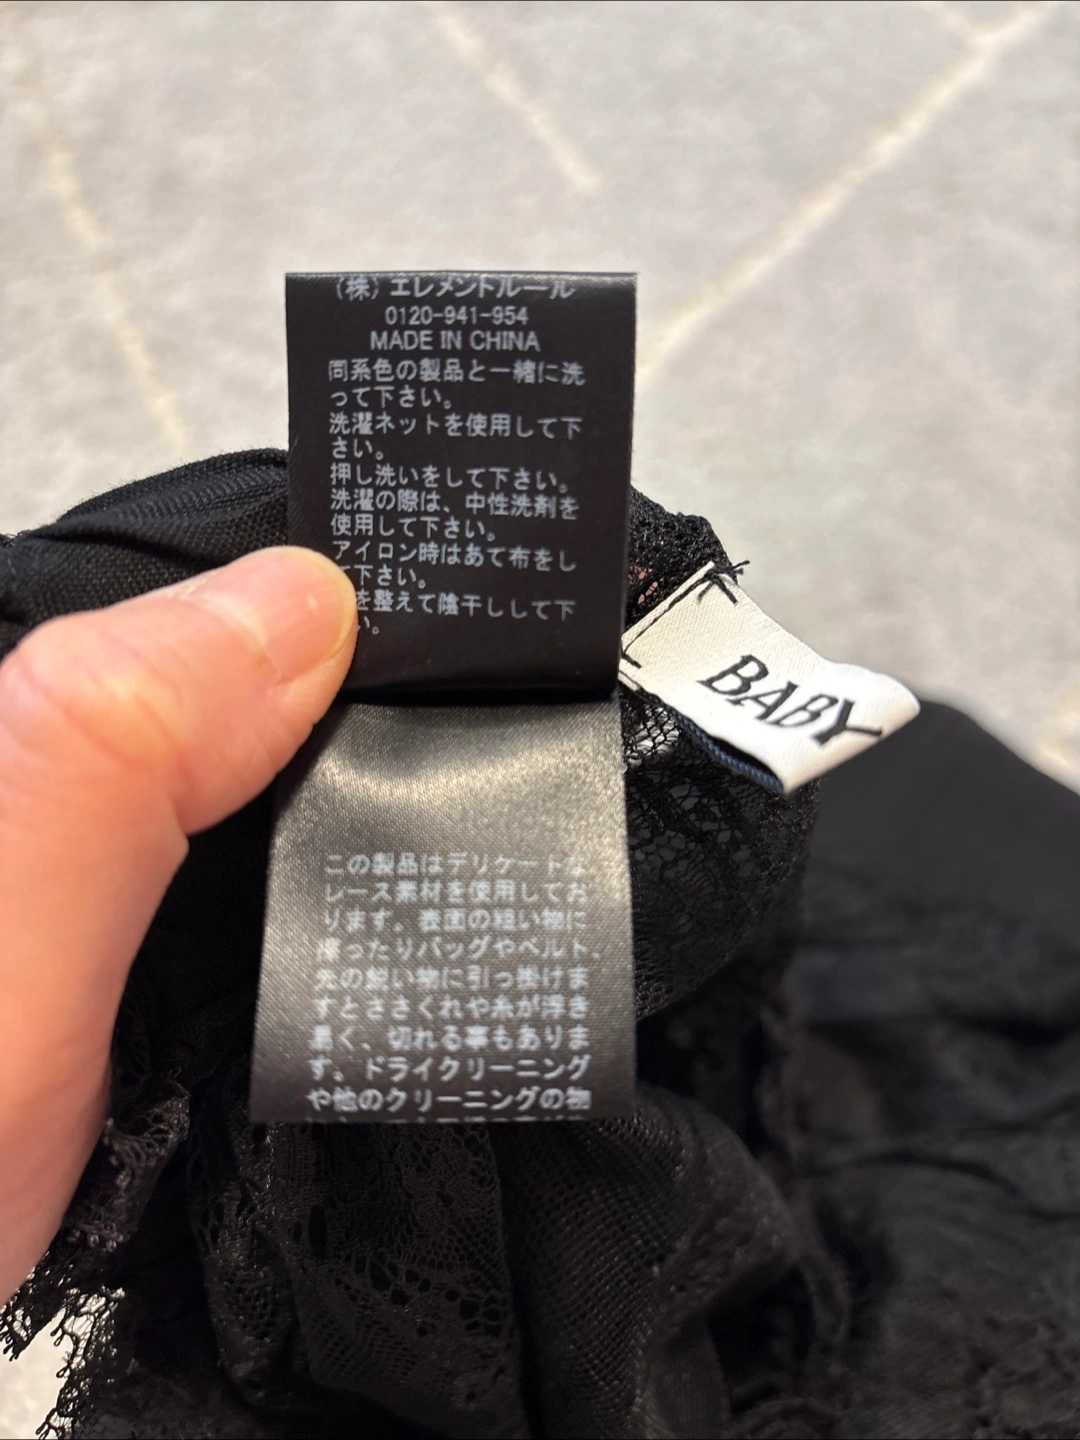 (株)エレメントルール
0120-941-954
MADE IN CHINA
同系色の製品と一緒に洗
って下さい。
洗濯ネットを使用して下
さい。
押し洗いをして下さい。
洗濯の際は、中性洗剤を
使用して下さい。
アイロン時はあて布をし
て下さい。
を整えて陰干しして下
い。
BABY
この製品はデリケートな
レース素材を使用してお
ります。表面の粗い物に
擦ったりバッグやベルト、
先の鋭い物に引っ掛けま
すとささくれや糸が浮き
易く、切れる事もありま
す。ドライクリーニング
や他のクリーニングの物